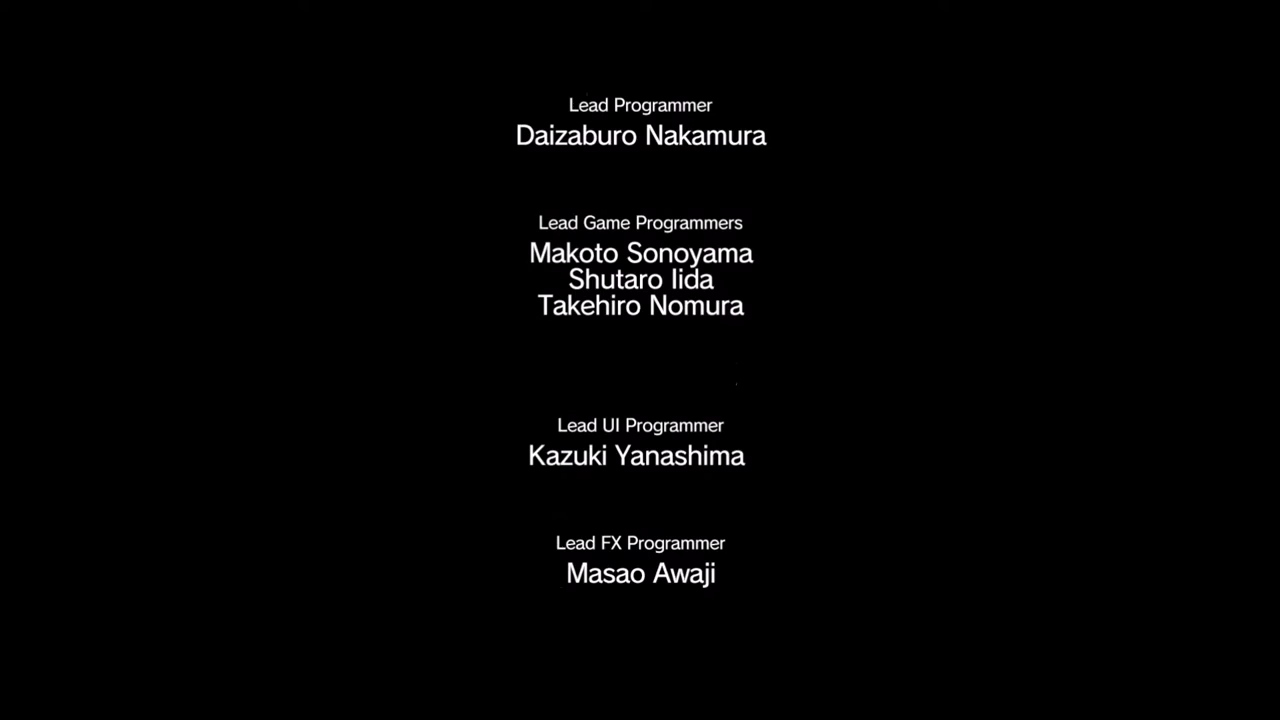 Lead Programmer
Daizaburo Nakamura
Lead Game Programmers
Makoto Sonoyama
Shutaro Iida
Takehiro Nomura
Lead UI Programmer
Kazuki Yanashima
Lead FX Programmer
Masao Awaji